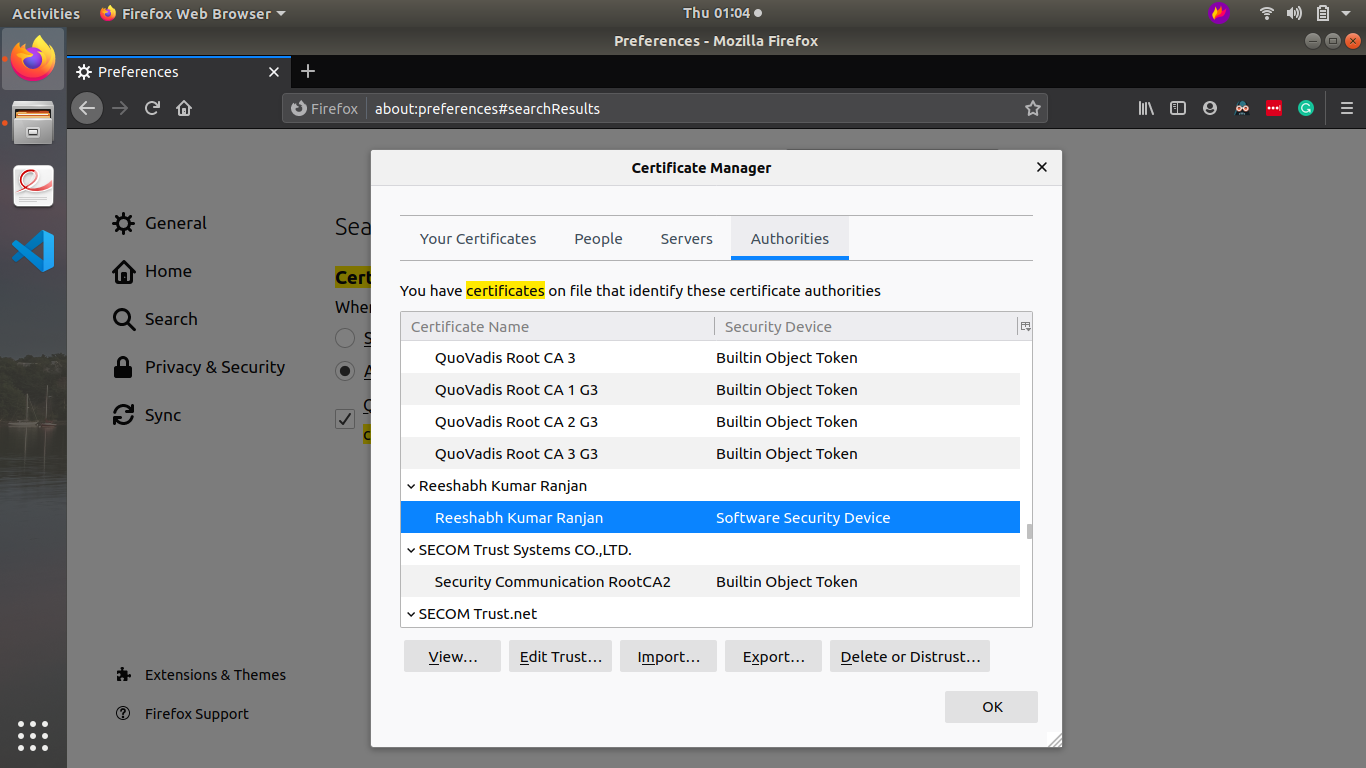 Activities Firefox Web Browser Thu 01:04
Preferences - Mozilla Firefox
Preferences
Firefox about:preferences#searchResults
Certificate Manager
General
Home
Search
Privacy & Security
Sync
Extensions & Themes
Firefox Support
Sea
Cert
When
S
A
Q
c
Your Certificates People Servers Authorities
You have certificates on file that identify these certificate authorities
Certificate Name Security Device
QuoVadis Root CA 3 Builtin Object Token
QuoVadis Root CA 1 G3 Builtin Object Token
QuoVadis Root CA 2 G3 Builtin Object Token
QuoVadis Root CA 3 G3 Builtin Object Token
Reeshabh Kumar Ranjan
Reeshabh Kumar Ranjan Software Security Device
SECOM Trust Systems CO.,LTD.
Security Communication RootCA2 Builtin Object Token
SECOM Trust.net
View… Edit Trust… Import… Export… Delete or Distrust…
OK